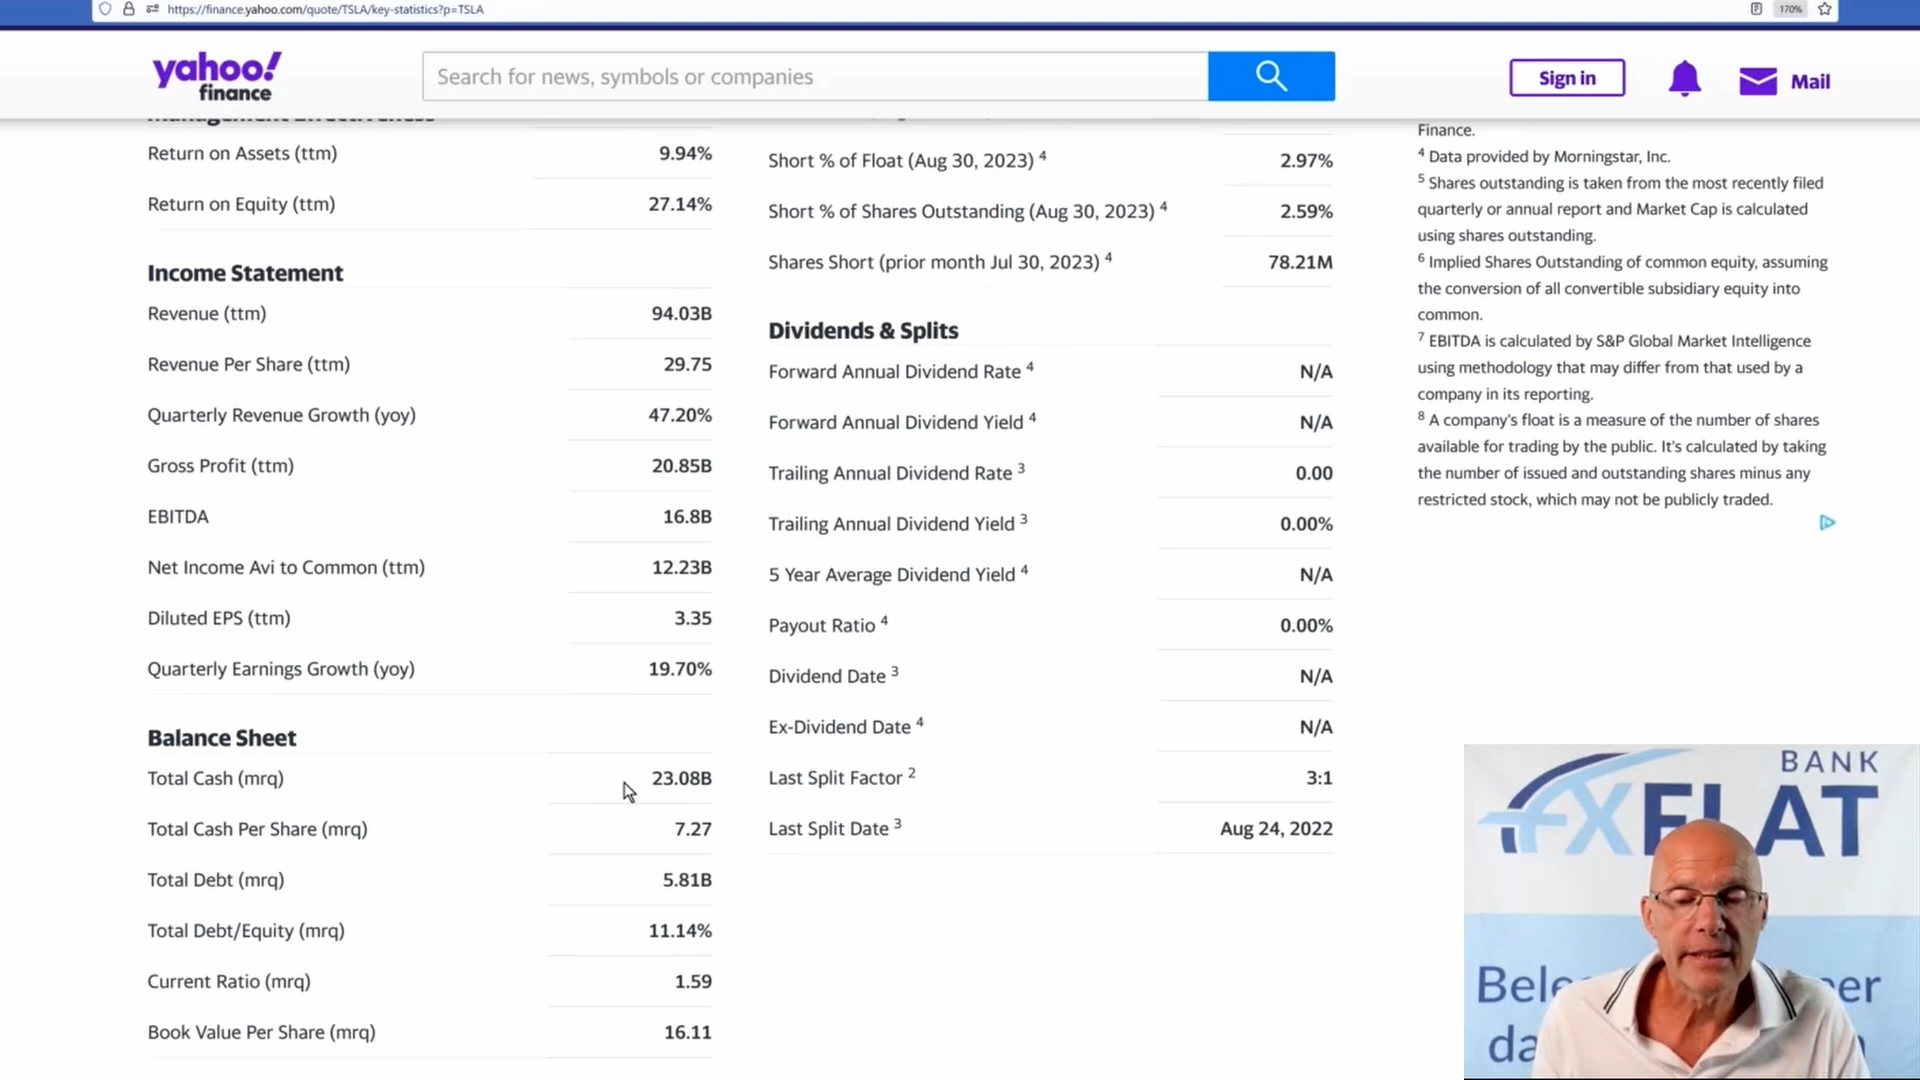 https://finance.yahoo.com/quote/TSLA/key-statistics?p=TSLA
170%
yahoo!
finance
Search for news, symbols or companies
Sign in
Mail
Management Effectiveness
Return on Assets (ttm) 9.94%
Return on Equity (ttm) 27.14%
Income Statement
Revenue (ttm) 94.03B
Revenue Per Share (ttm) 29.75
Quarterly Revenue Growth (yoy) 47.20%
Gross Profit (ttm) 20.85B
EBITDA 16.8B
Net Income Avi to Common (ttm) 12.23B
Diluted EPS (ttm) 3.35
Quarterly Earnings Growth (yoy) 19.70%
Balance Sheet
Total Cash (mrq) 23.08B
Total Cash Per Share (mrq) 7.27
Total Debt (mrq) 5.81B
Total Debt/Equity (mrq) 11.14%
Current Ratio (mrq) 1.59
Book Value Per Share (mrq) 16.11
Short % of Float (Aug 30, 2023) 4 2.97%
Short % of Shares Outstanding (Aug 30, 2023) 4 2.59%
Shares Short (prior month Jul 30, 2023) 4 78.21M
Dividends & Splits
Forward Annual Dividend Rate 4 N/A
Forward Annual Dividend Yield 4 N/A
Trailing Annual Dividend Rate 3 0.00
Trailing Annual Dividend Yield 3 0.00%
5 Year Average Dividend Yield 4 N/A
Payout Ratio 4 0.00%
Dividend Date 3 N/A
Ex-Dividend Date 4 N/A
Last Split Factor 2 3:1
Last Split Date 3 Aug 24, 2022
Finance.
4 Data provided by Morningstar, Inc.
5 Shares outstanding is taken from the most recently filed
quarterly or annual report and Market Cap is calculated
using shares outstanding.
6 Implied Shares Outstanding of common equity, assuming
the conversion of all convertible subsidiary equity into
common.
7 EBITDA is calculated by S&P Global Market Intelligence
using methodology that may differ from that used by a
company in its reporting.
8 A company's float is a measure of the number of shares
available for trading by the public. It's calculated by taking
the number of issued and outstanding shares minus any
restricted stock, which may not be publicly traded.
BANK
FXFLAT